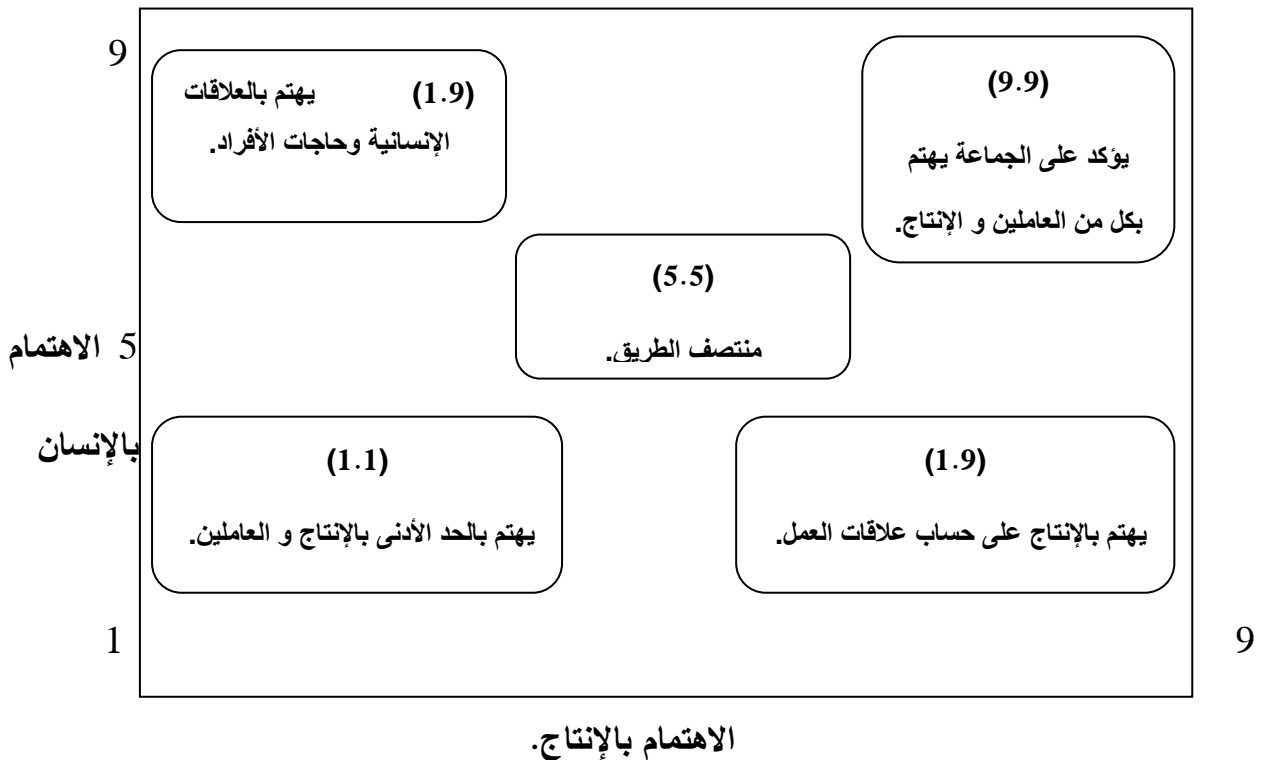 9
(1.9) يهتم بالعلاقات
الإنسانية وحاجات الأفراد.
(9.9)
يؤكد على الجماعة يهتم
بكل من العاملين و الإنتاج.
(5.5)
منتصف الطريق.
5 الاهتمام
بالإنسان
(1.1)
يهتم بالحد الأدنى بالإنتاج و العاملين.
(1.9)
يهتم بالإنتاج على حساب علاقات العمل.
1
9
الاهتمام بالإنتاج.